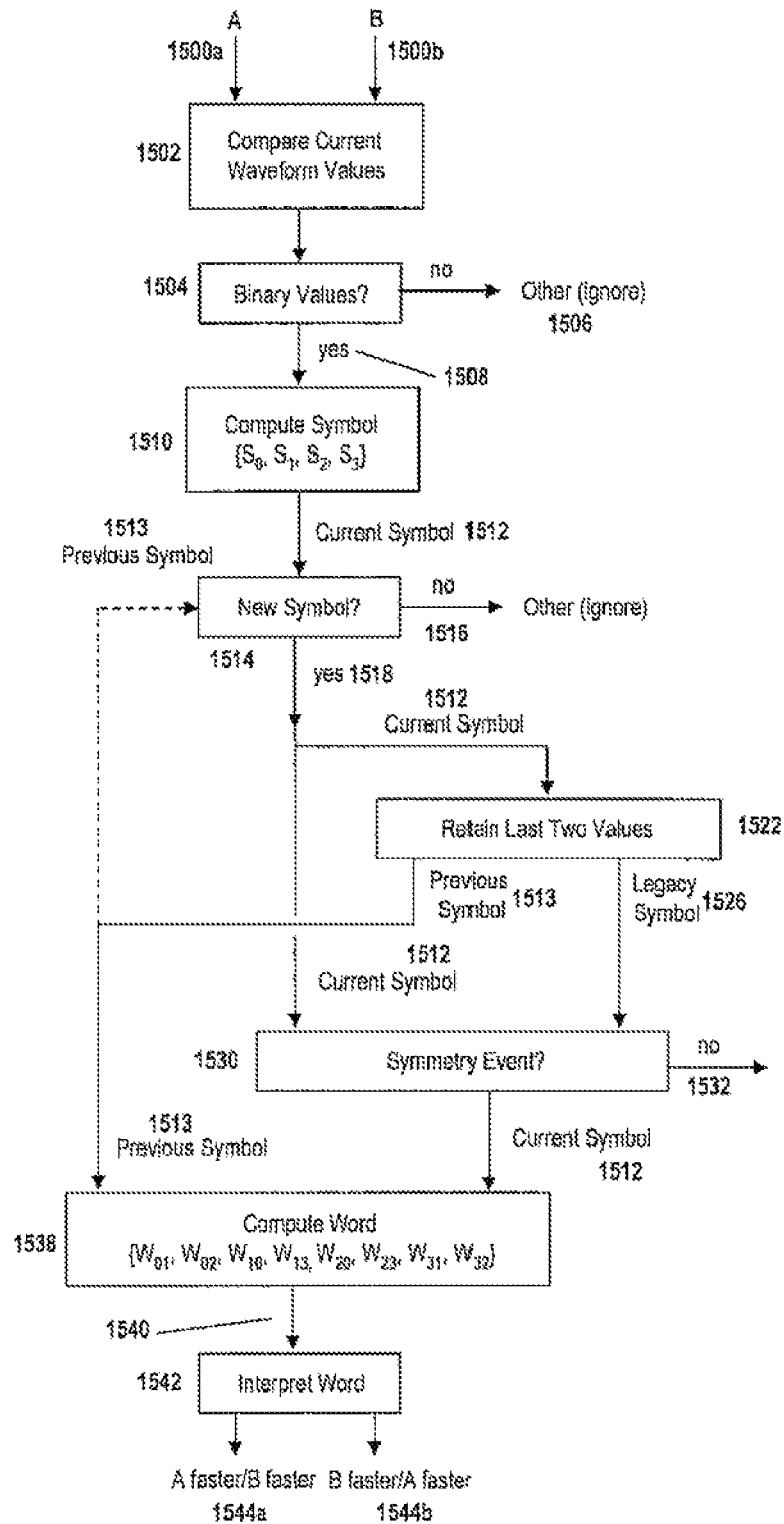 A B
1500a 1500b
1502 Compare Current
Waveform Values
1504 Binary Values? no Other (ignore)
1506
yes 1508
1510 Compute Symbol
{S0, S1, S2, S3}
1513
Previous Symbol
Current Symbol 1512
New Symbol? no Other (ignore)
1514 1516
yes 1518
1512
Current Symbol
Retain Last Two Values 1522
Previous
Symbol 1513
Legacy
Symbol 1526
1512
Current Symbol
1530 Symmetry Event? no
1532
1513
Previous Symbol
Current Symbol
1512
1538 Compute Word
{W01, W02, W10, W13, W20, W23, W31, W32}
1540
1542 Interpret Word
A faster/B faster B faster/A faster
1544a 1544b